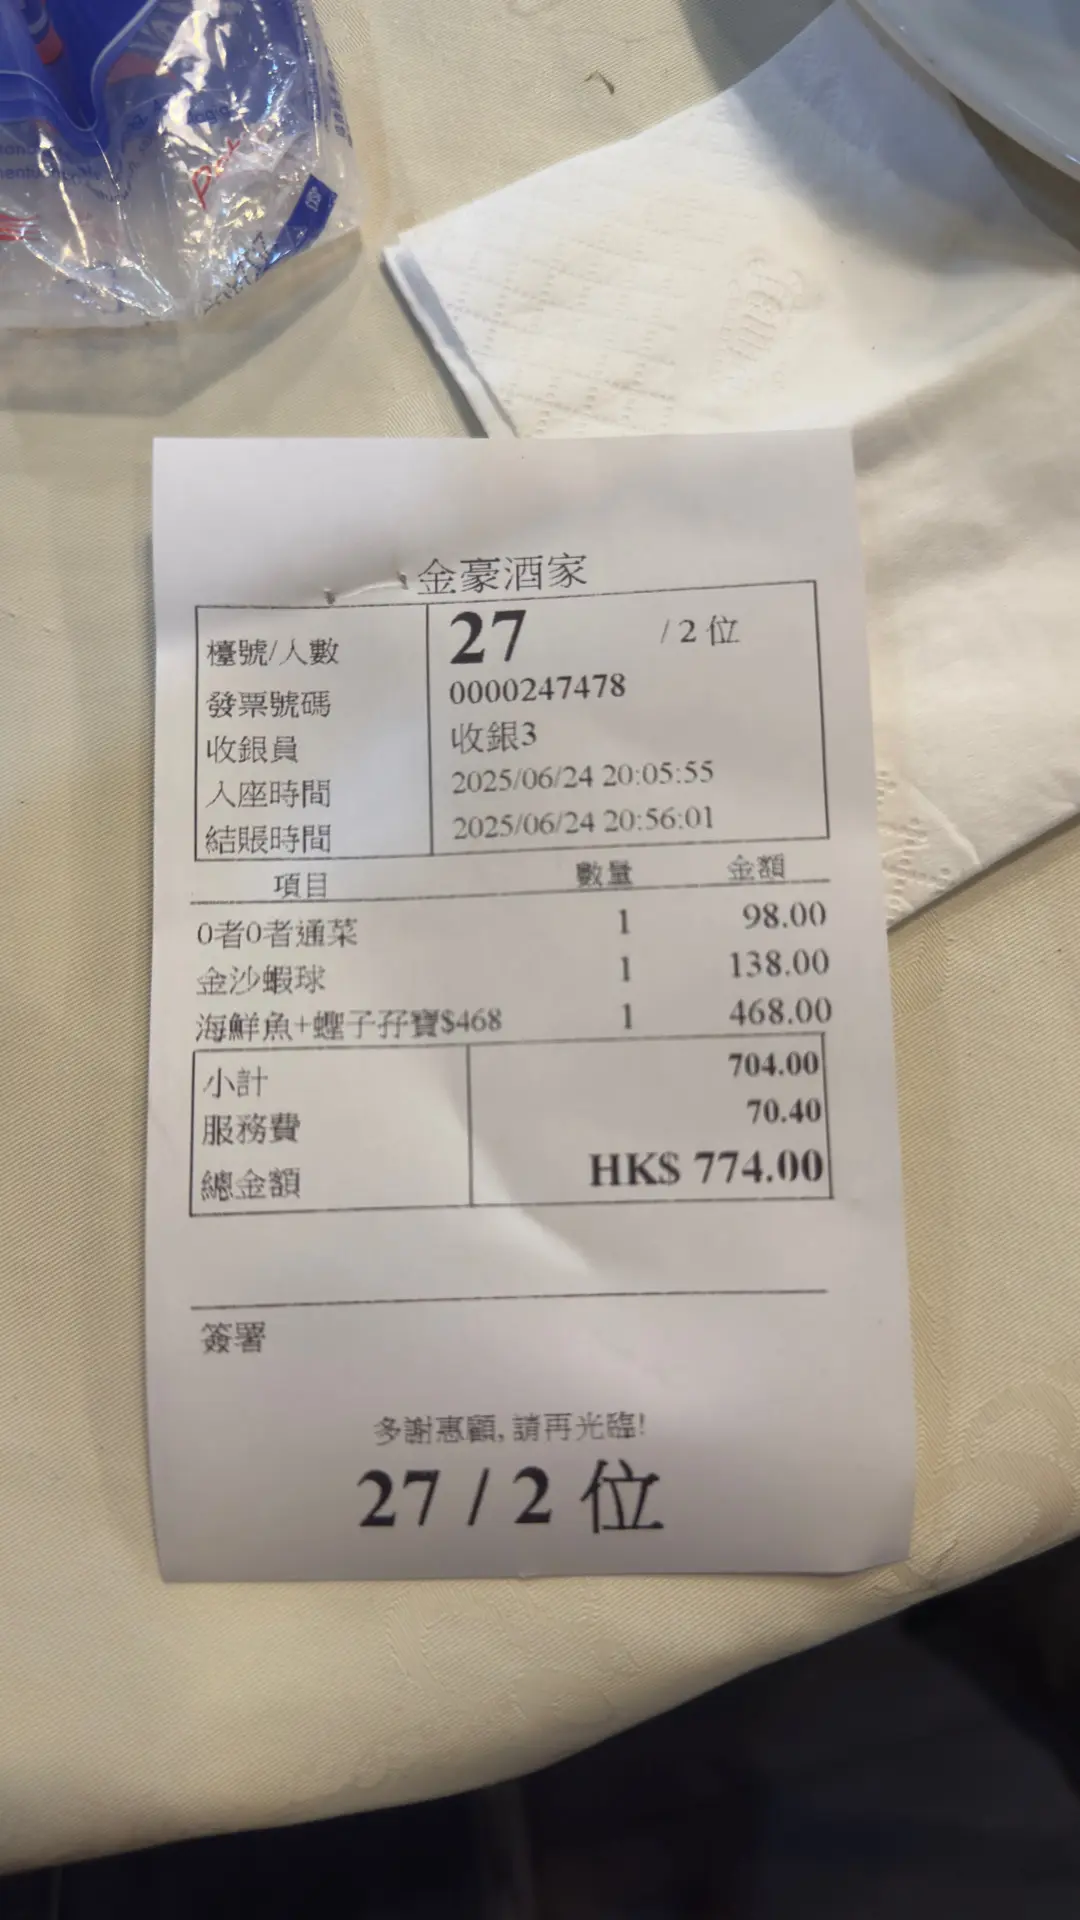 金豪酒家
檯號/人數 27 / 2 位
發票號碼 0000247478
收銀員 收銀3
入座時間 2025/06/24 20:05:55
結賬時間 2025/06/24 20:56:01
項目 數量 金額
0者0者通菜 1 98.00
金沙蝦球 1 138.00
海鮮魚+蟶子孖寶$468 1 468.00
小計 704.00
服務費 70.40
總金額 HK$ 774.00
簽署
多謝惠顧, 請再光臨!
27 / 2 位